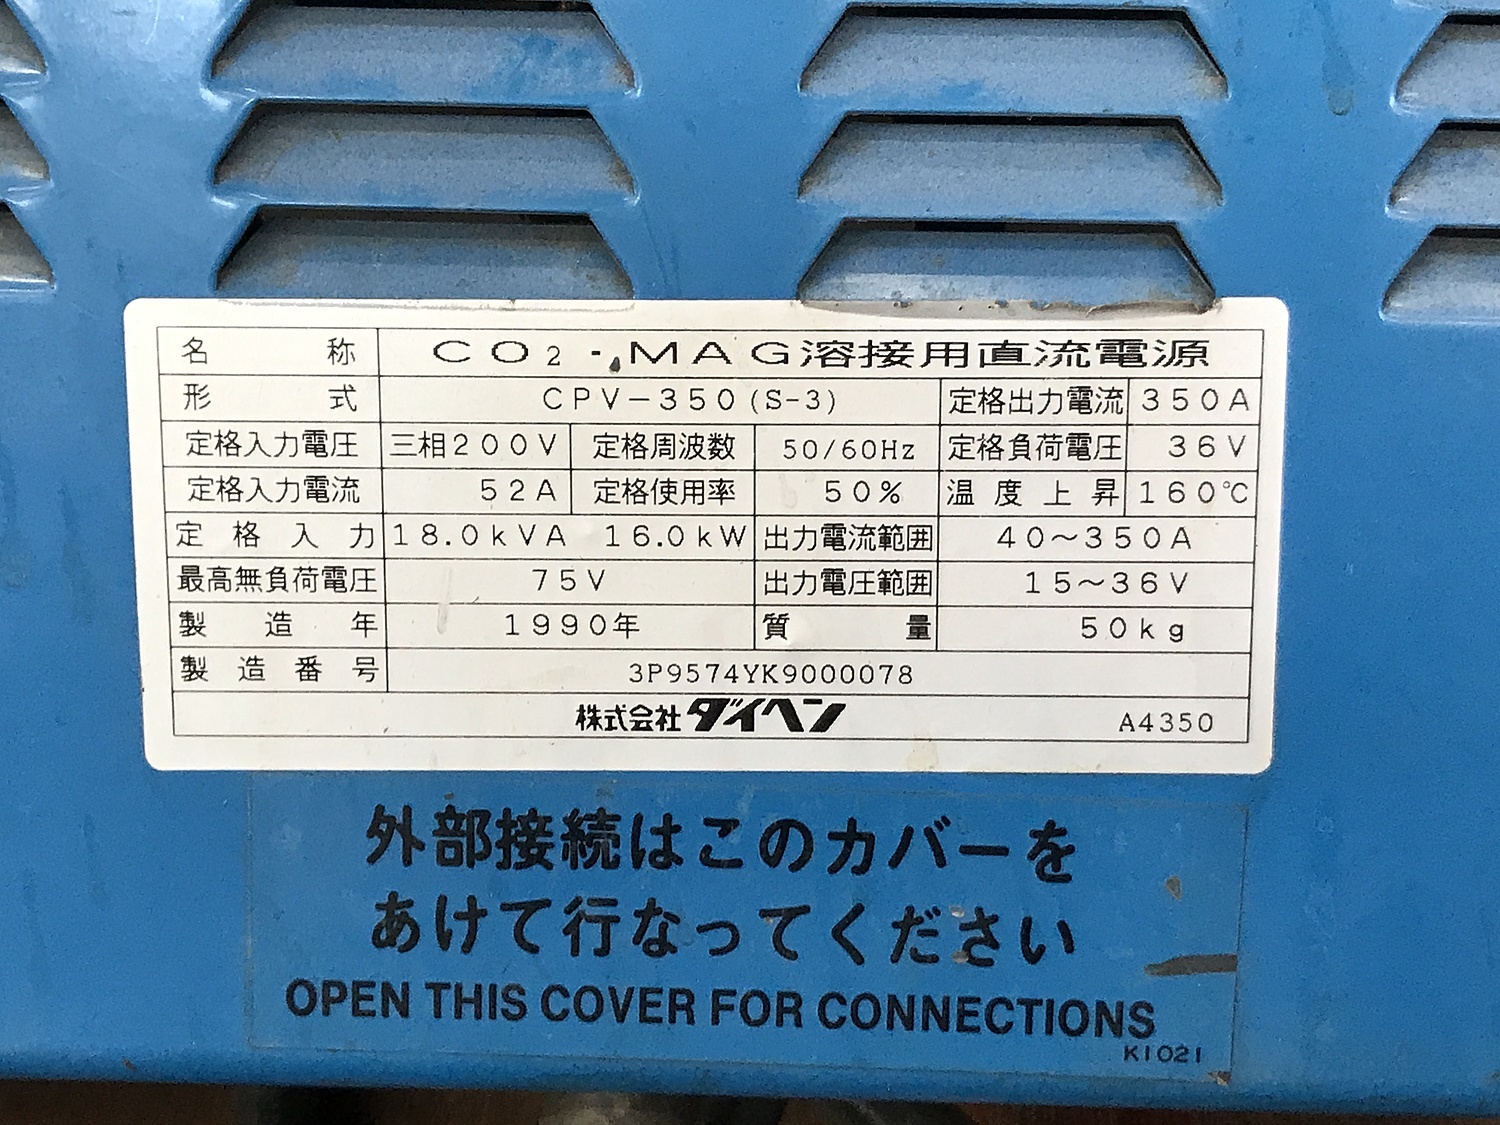 名称 CO2・MAG溶接用直流電源
形式 CPV-350(S-3) 定格出力電流 350A
定格入力電圧 三相200V 定格周波数 50/60Hz 定格負荷電圧 36V
定格入力電流 52A 定格使用率 50% 温度上昇 160℃
定格入力 18.0kVA 16.0kW 出力電流範囲 40～350A
最高無負荷電圧 75V 出力電圧範囲 15～36V
製造年 1990年 質量 50kg
製造番号 3P9574YK9000078
株式会社ダイヘン A4350
外部接続はこのカバーを
あけて行なってください
OPEN THIS COVER FOR CONNECTIONS
K1021